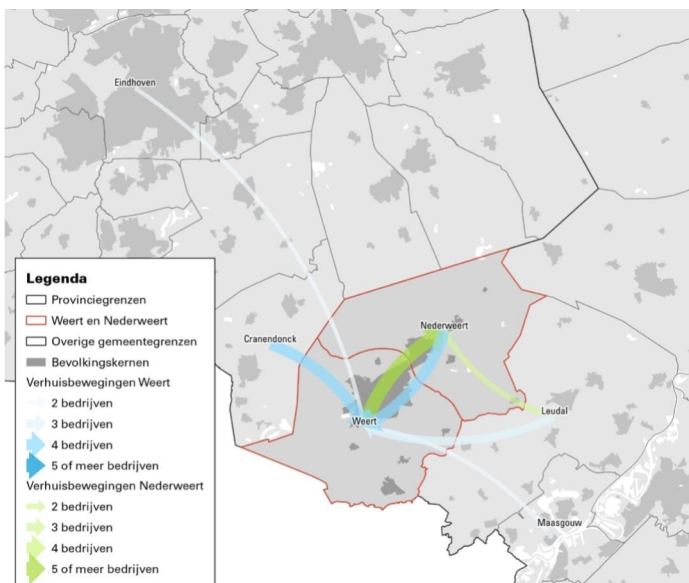 Eindhoven
Nederweert
Cranendonck
Weert
Leudal
Maasgouw
Legenda
Provinciegrenzen
Weert en Nederweert
Overige gemeentegrenzen
Bevolkingskernen
Verhuisbewegingen Weert
2 bedrijven
3 bedrijven
4 bedrijven
5 of meer bedrijven
Verhuisbewegingen Nederweert
2 bedrijven
3 bedrijven
4 bedrijven
5 of meer bedrijven